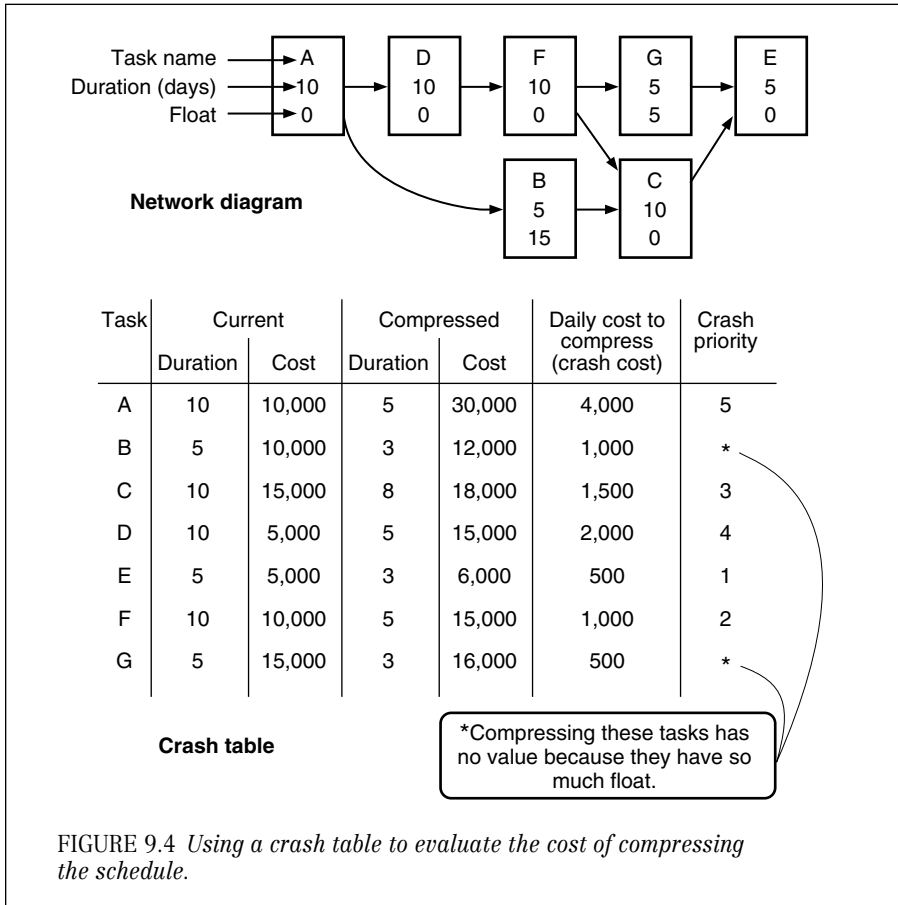 Task name A D F G E
Duration (days) 10 10 10 5 5
Float 0 0 0 5 0
B C
5 10
15 0
Network diagram
Task Current Compressed Daily cost to compress (crash cost) Crash priority
Duration Cost Duration Cost
A 10 10,000 5 30,000 4,000 5
B 5 10,000 3 12,000 1,000 *
C 10 15,000 8 18,000 1,500 3
D 10 5,000 5 15,000 2,000 4
E 5 5,000 3 6,000 500 1
F 10 10,000 5 15,000 1,000 2
G 5 15,000 3 16,000 500 *
Crash table
*Compressing these tasks has
no value because they have so
much float.
FIGURE 9.4 Using a crash table to evaluate the cost of compressing
the schedule.